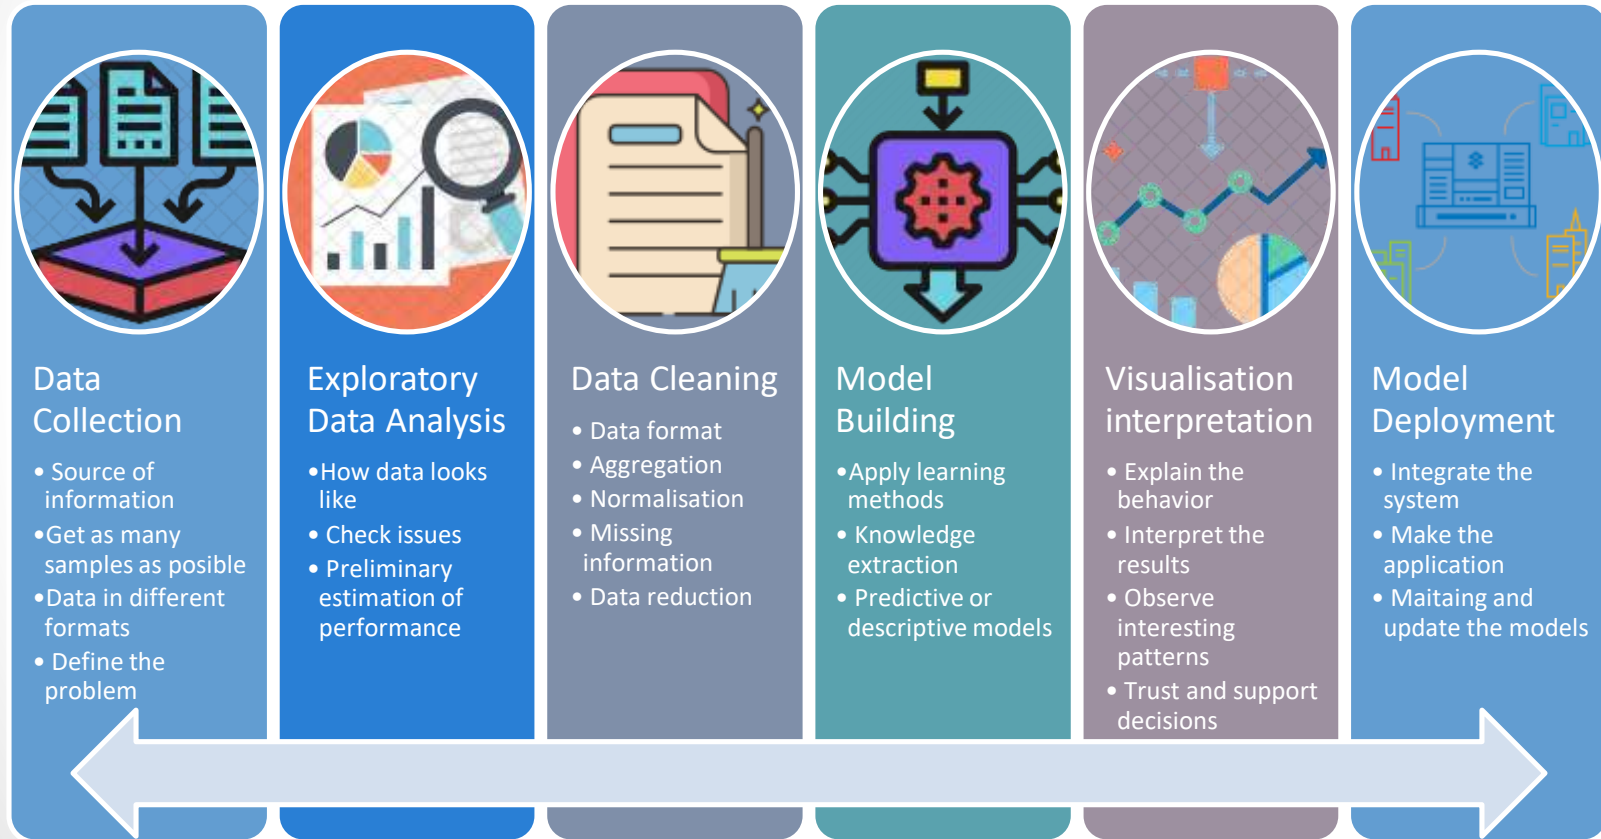 Data
Collection
• Source of
information
•Get as many
samples as posible
•Data in different
formats
• Define the
problem
Exploratory
Data Analysis
•How data looks
like
• Check issues
• Preliminary
estimation of
performance
Data Cleaning
• Data format
• Aggregation
• Normalisation
• Missing
information
• Data reduction
Model
Building
•Apply learning
methods
• Knowledge
extraction
• Predictive or
descriptive models
Visualisation
interpretation
• Explain the
behavior
• Interpret the
results
• Observe
interesting
patterns
• Trust and support
decisions
Model
Deployment
• Integrate the
system
• Make the
application
• Maitaing and
update the models